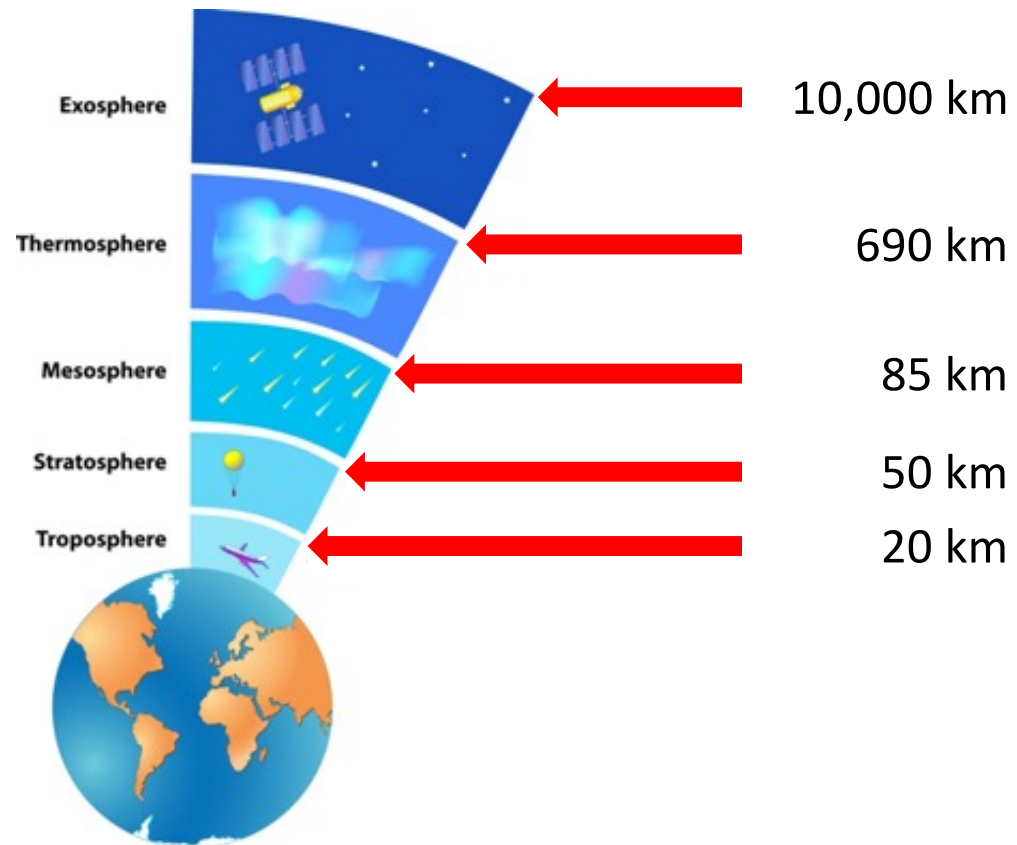 Exosphere
10,000 km
Thermosphere
690 km
Mesosphere
85 km
Stratosphere
50 km
Troposphere
20 km